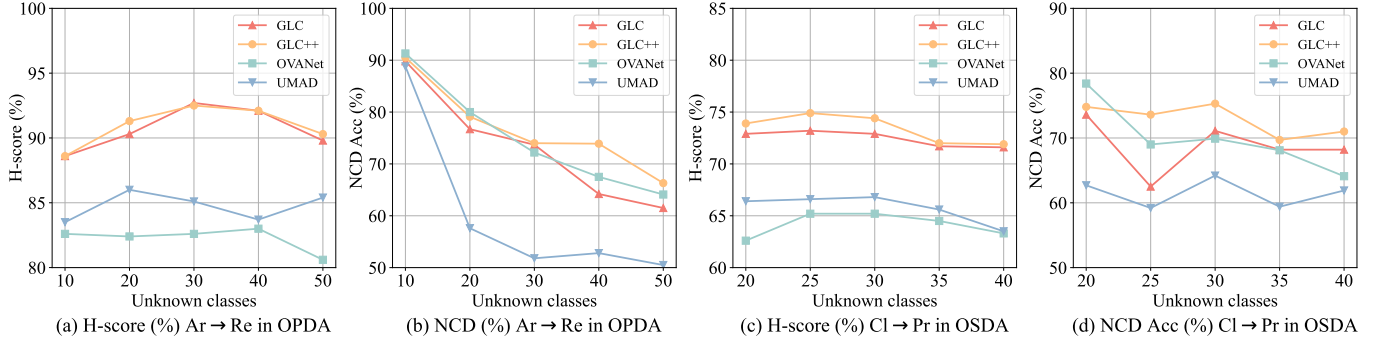 100
95
90
85
80
H-score (%)
10 20 30 40 50
Unknown classes
GLC
GLC++
OVANet
UMAD
(a) H-score (%) Ar → Re in OPDA
100
90
80
70
60
50
NCD Acc (%)
10 20 30 40 50
Unknown classes
GLC
GLC++
OVANet
UMAD
(b) NCD (%) Ar → Re in OPDA
85
80
75
70
65
60
H-score (%)
20 25 30 35 40
Unknown classes
GLC
GLC++
OVANet
UMAD
(c) H-score (%) Cl → Pr in OSDA
90
80
70
60
50
NCD Acc (%)
20 25 30 35 40
Unknown classes
GLC
GLC++
OVANet
UMAD
(d) NCD Acc (%) Cl → Pr in OSDA